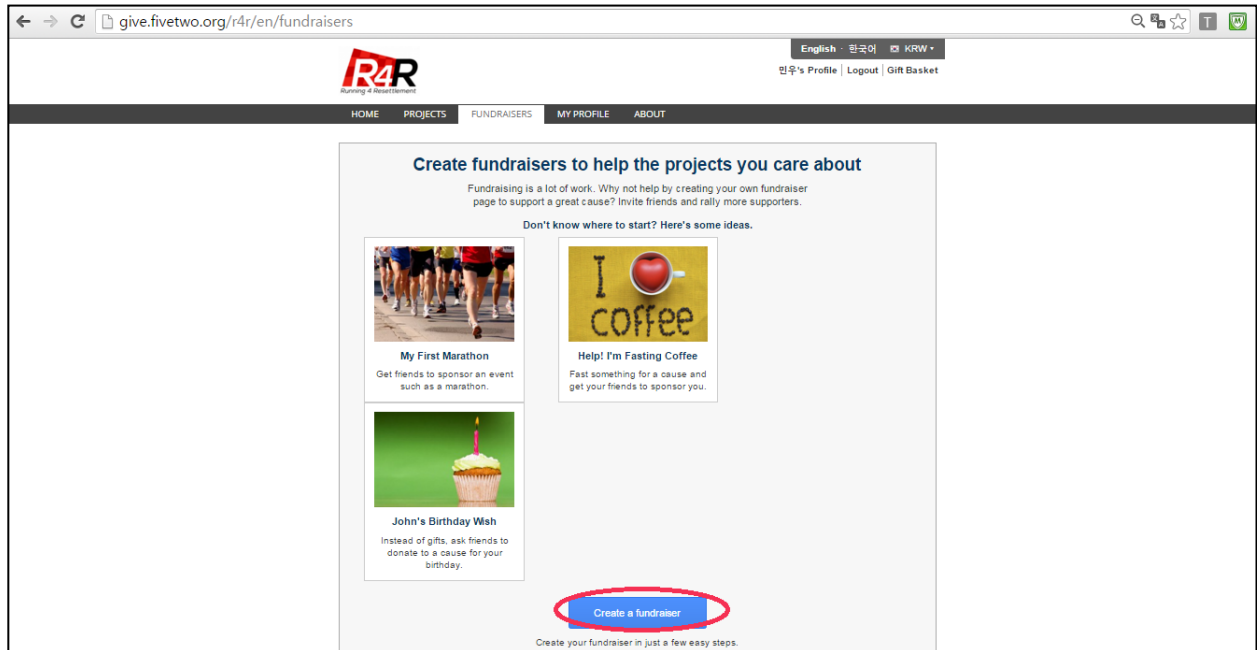 give.fivetwo.org/r4r/en/fundraisers
T
R4R
Running 4 Resettlement
English · 한국어 KRW
민우's Profile | Logout | Gift Basket
HOME PROJECTS FUNDRAISERS MY PROFILE ABOUT
Create fundraisers to help the projects you care about
Fundraising is a lot of work. Why not help by creating your own fundraiser
page to support a great cause? Invite friends and rally more supporters.
Don't know where to start? Here's some ideas.
I
coffee
My First Marathon
Get friends to sponsor an event
such as a marathon.
Help! I'm Fasting Coffee
Fast something for a cause and
get your friends to sponsor you.
John's Birthday Wish
Instead of gifts, ask friends to
donate to a cause for your
birthday.
Create a fundraiser
Create your fundraiser in just a few easy steps.